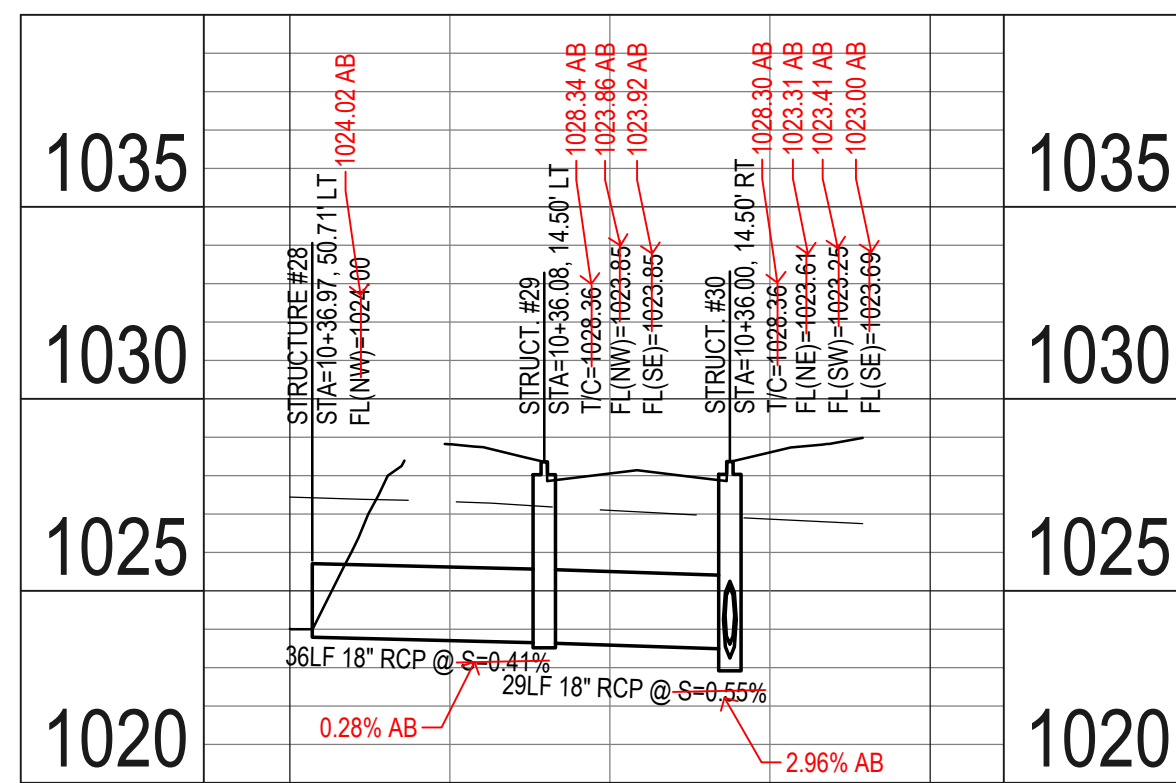 1035
1030
1025
1020
1024.02 AB
STRUCTURE #28
STA=10+36.97, 50.71' LT
FL(NW)=1024.00
1028.34 AB
1023.86 AB
1023.92 AB
STRUCT. #29
STA=10+36.08, 14.50' LT
T/C=1028.36
FL(NW)=1023.85
FL(SE)=1023.85
1028.30 AB
1023.31 AB
1023.41 AB
1023.00 AB
STRUCT. #30
STA=10+36.00, 14.50' RT
T/C=1028.36
FL(NE)=1023.61
FL(SW)=1023.25
FL(SE)=1023.69
36LF 18" RCP @ S=0.41%
29LF 18" RCP @ S=0.55%
0.28% AB
2.96% AB
1035
1030
1025
1020